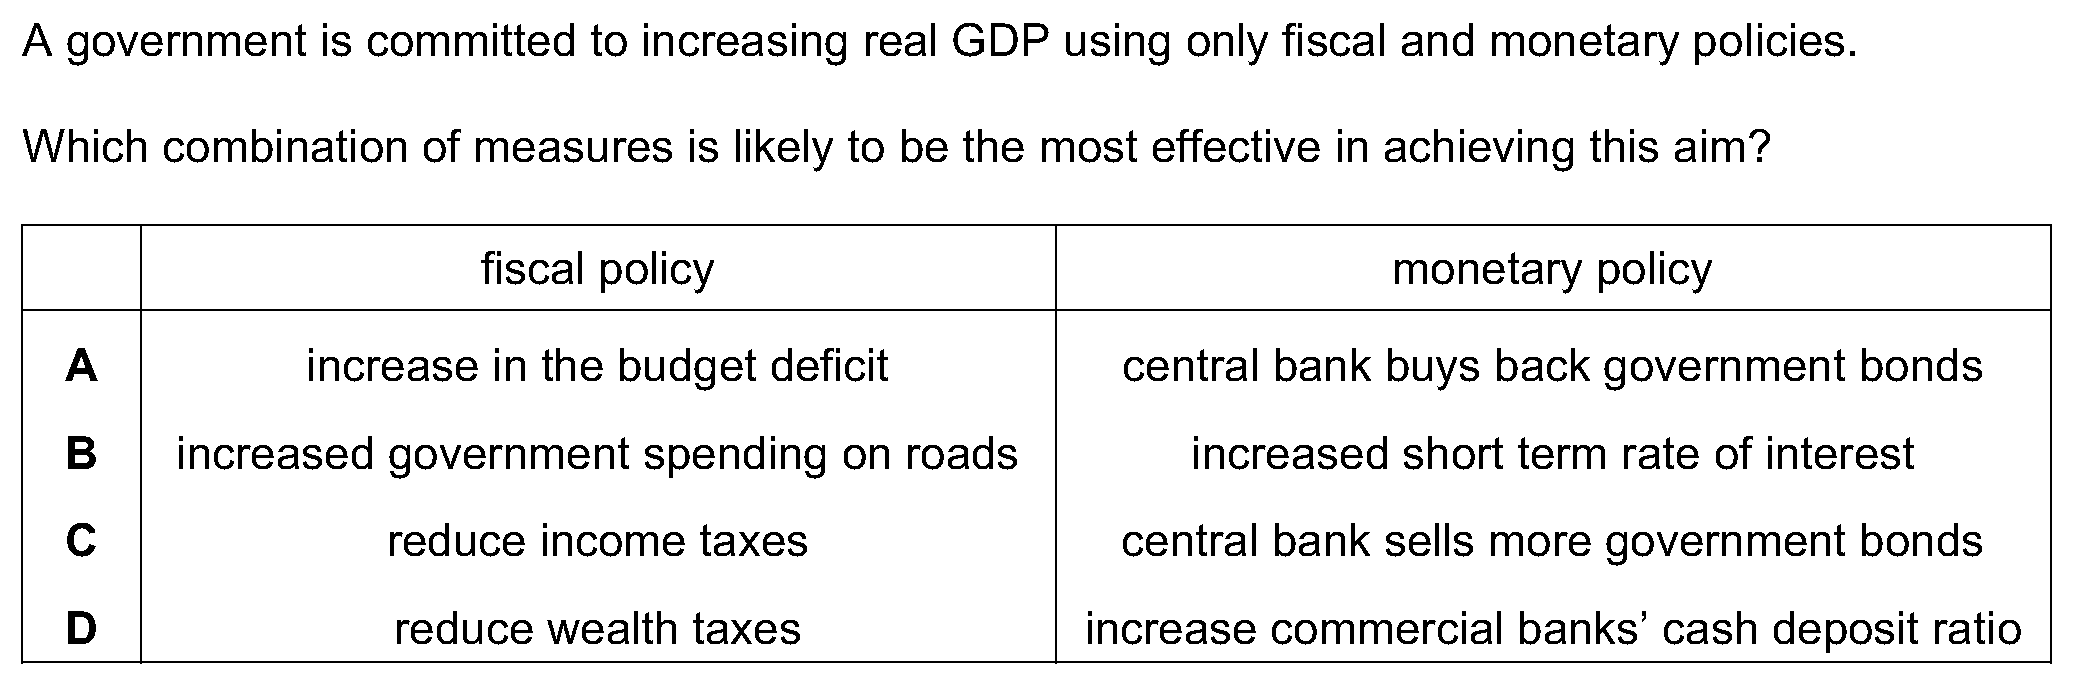 A government is committed to increasing real GDP using only fiscal and monetary policies.
Which combination of measures is likely to be the most effective in achieving this aim?
fiscal policy monetary policy
A increase in the budget deficit central bank buys back government bonds
B increased government spending on roads increased short term rate of interest
C reduce income taxes central bank sells more government bonds
D reduce wealth taxes increase commercial banks’ cash deposit ratio